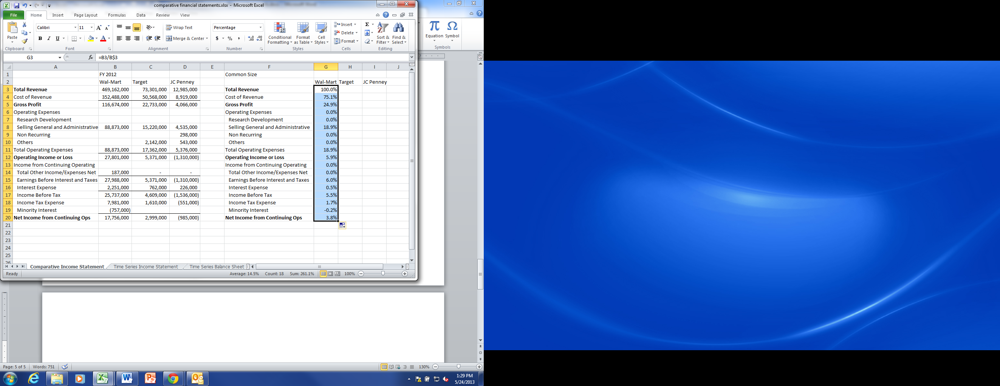 comparative financial statements.xlsx - Microsoft Excel
File Home Insert Page Layout Formulas Data Review View
Calibri 11 Wrap Text Percentage Insert
Paste Delete
B I U Merge & Center $ % , .00 .0 Conditional Format Cell Format Sort & Find & Equation Symbol
Formatting as Table Styles Filter Select
Clipboard Font Alignment Number Styles Cells Editing Symbols
G3 fx =B3/B$3 7
A B C D E F G H I J
1 FY 2012 Common Size
2 Wal-Mart Target JC Penney Wal-Mart Target JC Penney
3 Total Revenue 469,162,000 73,301,000 12,985,000 Total Revenue 100.0%
4 Cost of Revenue 352,488,000 50,568,000 8,919,000 Cost of Revenue 75.1%
5 Gross Profit 116,674,000 22,733,000 4,066,000 Gross Profit 24.9%
6 Operating Expenses Operating Expenses 0.0%
7 Research Development Research Development 0.0%
8 Selling General and Administrative 88,873,000 15,220,000 4,535,000 Selling General and Administrative 18.9%
9 Non Recurring 298,000 Non Recurring 0.0%
10 Others 2,142,000 543,000 Others 0.0%
11 Total Operating Expenses 88,873,000 17,362,000 5,376,000 Total Operating Expenses 18.9%
12 Operating Income or Loss 27,801,000 5,371,000 (1,310,000) Operating Income or Loss 5.9%
13 Income from Continuing Operating Income from Continuing Operating 0.0%
14 Total Other Income/Expenses Net 187,000 - - Total Other Income/Expenses Net 0.0%
15 Earnings Before Interest and Taxes 27,988,000 5,371,000 (1,310,000) Earnings Before Interest and Taxes 6.0%
16 Interest Expense 2,251,000 762,000 226,000 Interest Expense 0.5%
17 Income Before Tax 25,737,000 4,609,000 (1,536,000) Income Before Tax 5.5%
18 Income Tax Expense 7,981,000 1,610,000 (551,000) Income Tax Expense 1.7%
19 Minority Interest (757,000) Minority Interest -0.2%
20 Net Income from Continuing Ops 17,756,000 2,999,000 (985,000) Net Income from Continuing Ops 3.8%
21
22
23
24
25
26
Comparative Income Statement Time Series Income Statement Time Series Balance Sheet
Ready Average: 14.5% Count: 18 Sum: 261.1% 100%
Page: 5 of 5 Words: 751 130%
1:29 PM
5/24/2013